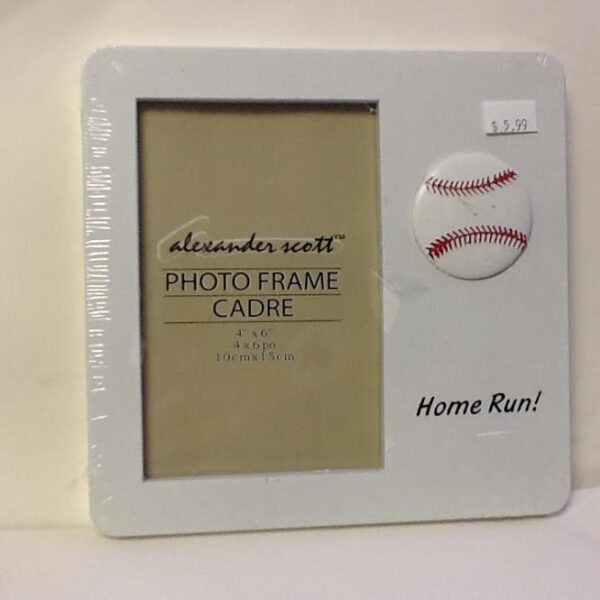 $ 5.99
alexander scott™
PHOTO FRAME
CADRE
4" x 6"
4 x 6 po
10cm x 15cm
Home Run!